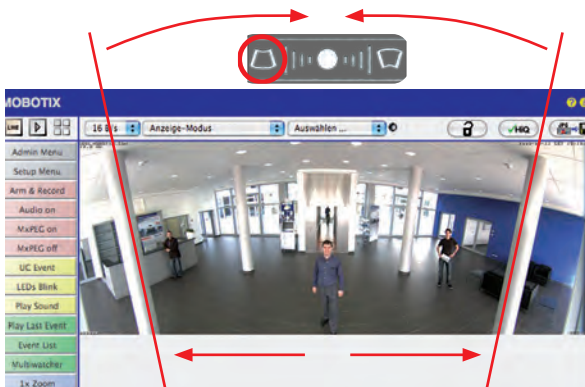 MOBOTIX
LIVE
16 B/s
Anzeige-Modus
Auswählen ...
HiQ
Admin Menu
Setup Menu
Arm & Record
Audio on
MxPEG on
MxPEG off
UC Event
LEDs Blink
Play Sound
Play Last Event
Event List
Multiwatcher
1x Zoom